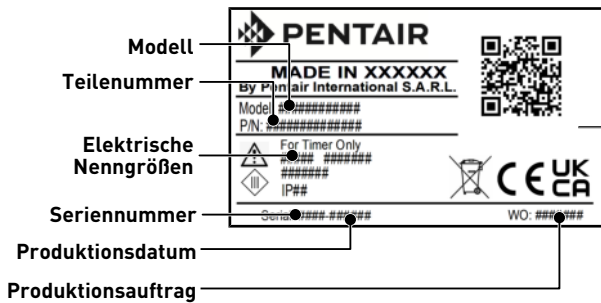 Modell
Teilenummer
Elektrische
Nenngrößen
Seriennummer
Produktionsdatum
Produktionsauftrag
PENTAIR
MADE IN XXXXXX
By Pentair International S.A.R.L.
Model: ############
P/N: ##############
For Timer Only
##### #######
#######
IP##
Serial: ####-######
WO: #######
CE UK
CA